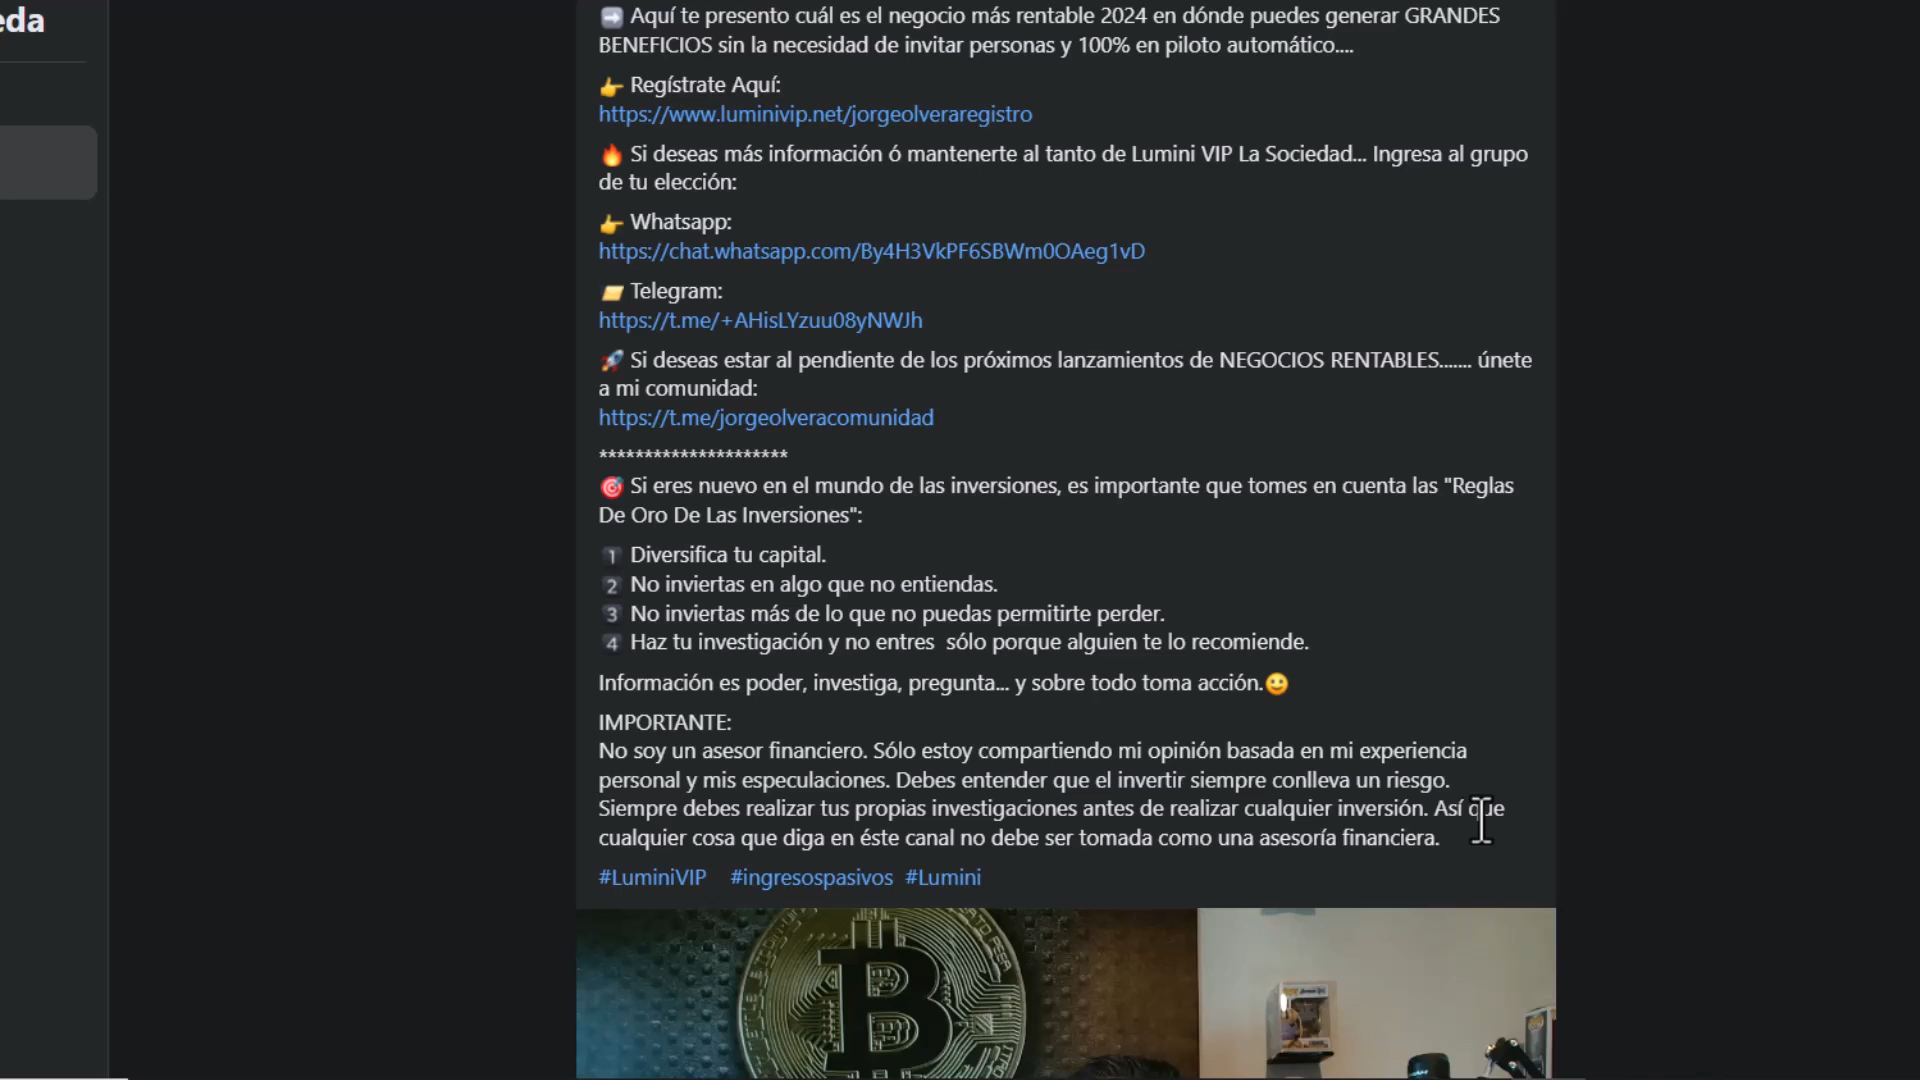 eda
➡️ Aquí te presento cuál es el negocio más rentable 2024 en dónde puedes generar GRANDES
BENEFICIOS sin la necesidad de invitar personas y 100% en piloto automático....
👉 Regístrate Aquí:
https://www.luminivip.net/jorgeolveraregistro
🔥 Si deseas más información ó mantenerte al tanto de Lumini VIP La Sociedad... Ingresa al grupo
de tu elección:
👉 Whatsapp:
https://chat.whatsapp.com/By4H3VkPF6SBWm0OAeg1vD
Telegram:
https://t.me/+AHisLYzuu08yNWJh
🚀 Si deseas estar al pendiente de los próximos lanzamientos de NEGOCIOS RENTABLES....... únete
a mi comunidad:
https://t.me/jorgeolveracomunidad
*********************
🎯 Si eres nuevo en el mundo de las inversiones, es importante que tomes en cuenta las "Reglas
De Oro De Las Inversiones":
1 Diversifica tu capital.
2 No inviertas en algo que no entiendas.
3 No inviertas más de lo que no puedas permitirte perder.
4 Haz tu investigación y no entres sólo porque alguien te lo recomiende.
Información es poder, investiga, pregunta... y sobre todo toma acción.😀
IMPORTANTE:
No soy un asesor financiero. Sólo estoy compartiendo mi opinión basada en mi experiencia
personal y mis especulaciones. Debes entender que el invertir siempre conlleva un riesgo.
Siempre debes realizar tus propias investigaciones antes de realizar cualquier inversión. Así que
cualquier cosa que diga en éste canal no debe ser tomada como una asesoría financiera.
#LuminiVIP #ingresospasivos #Lumini